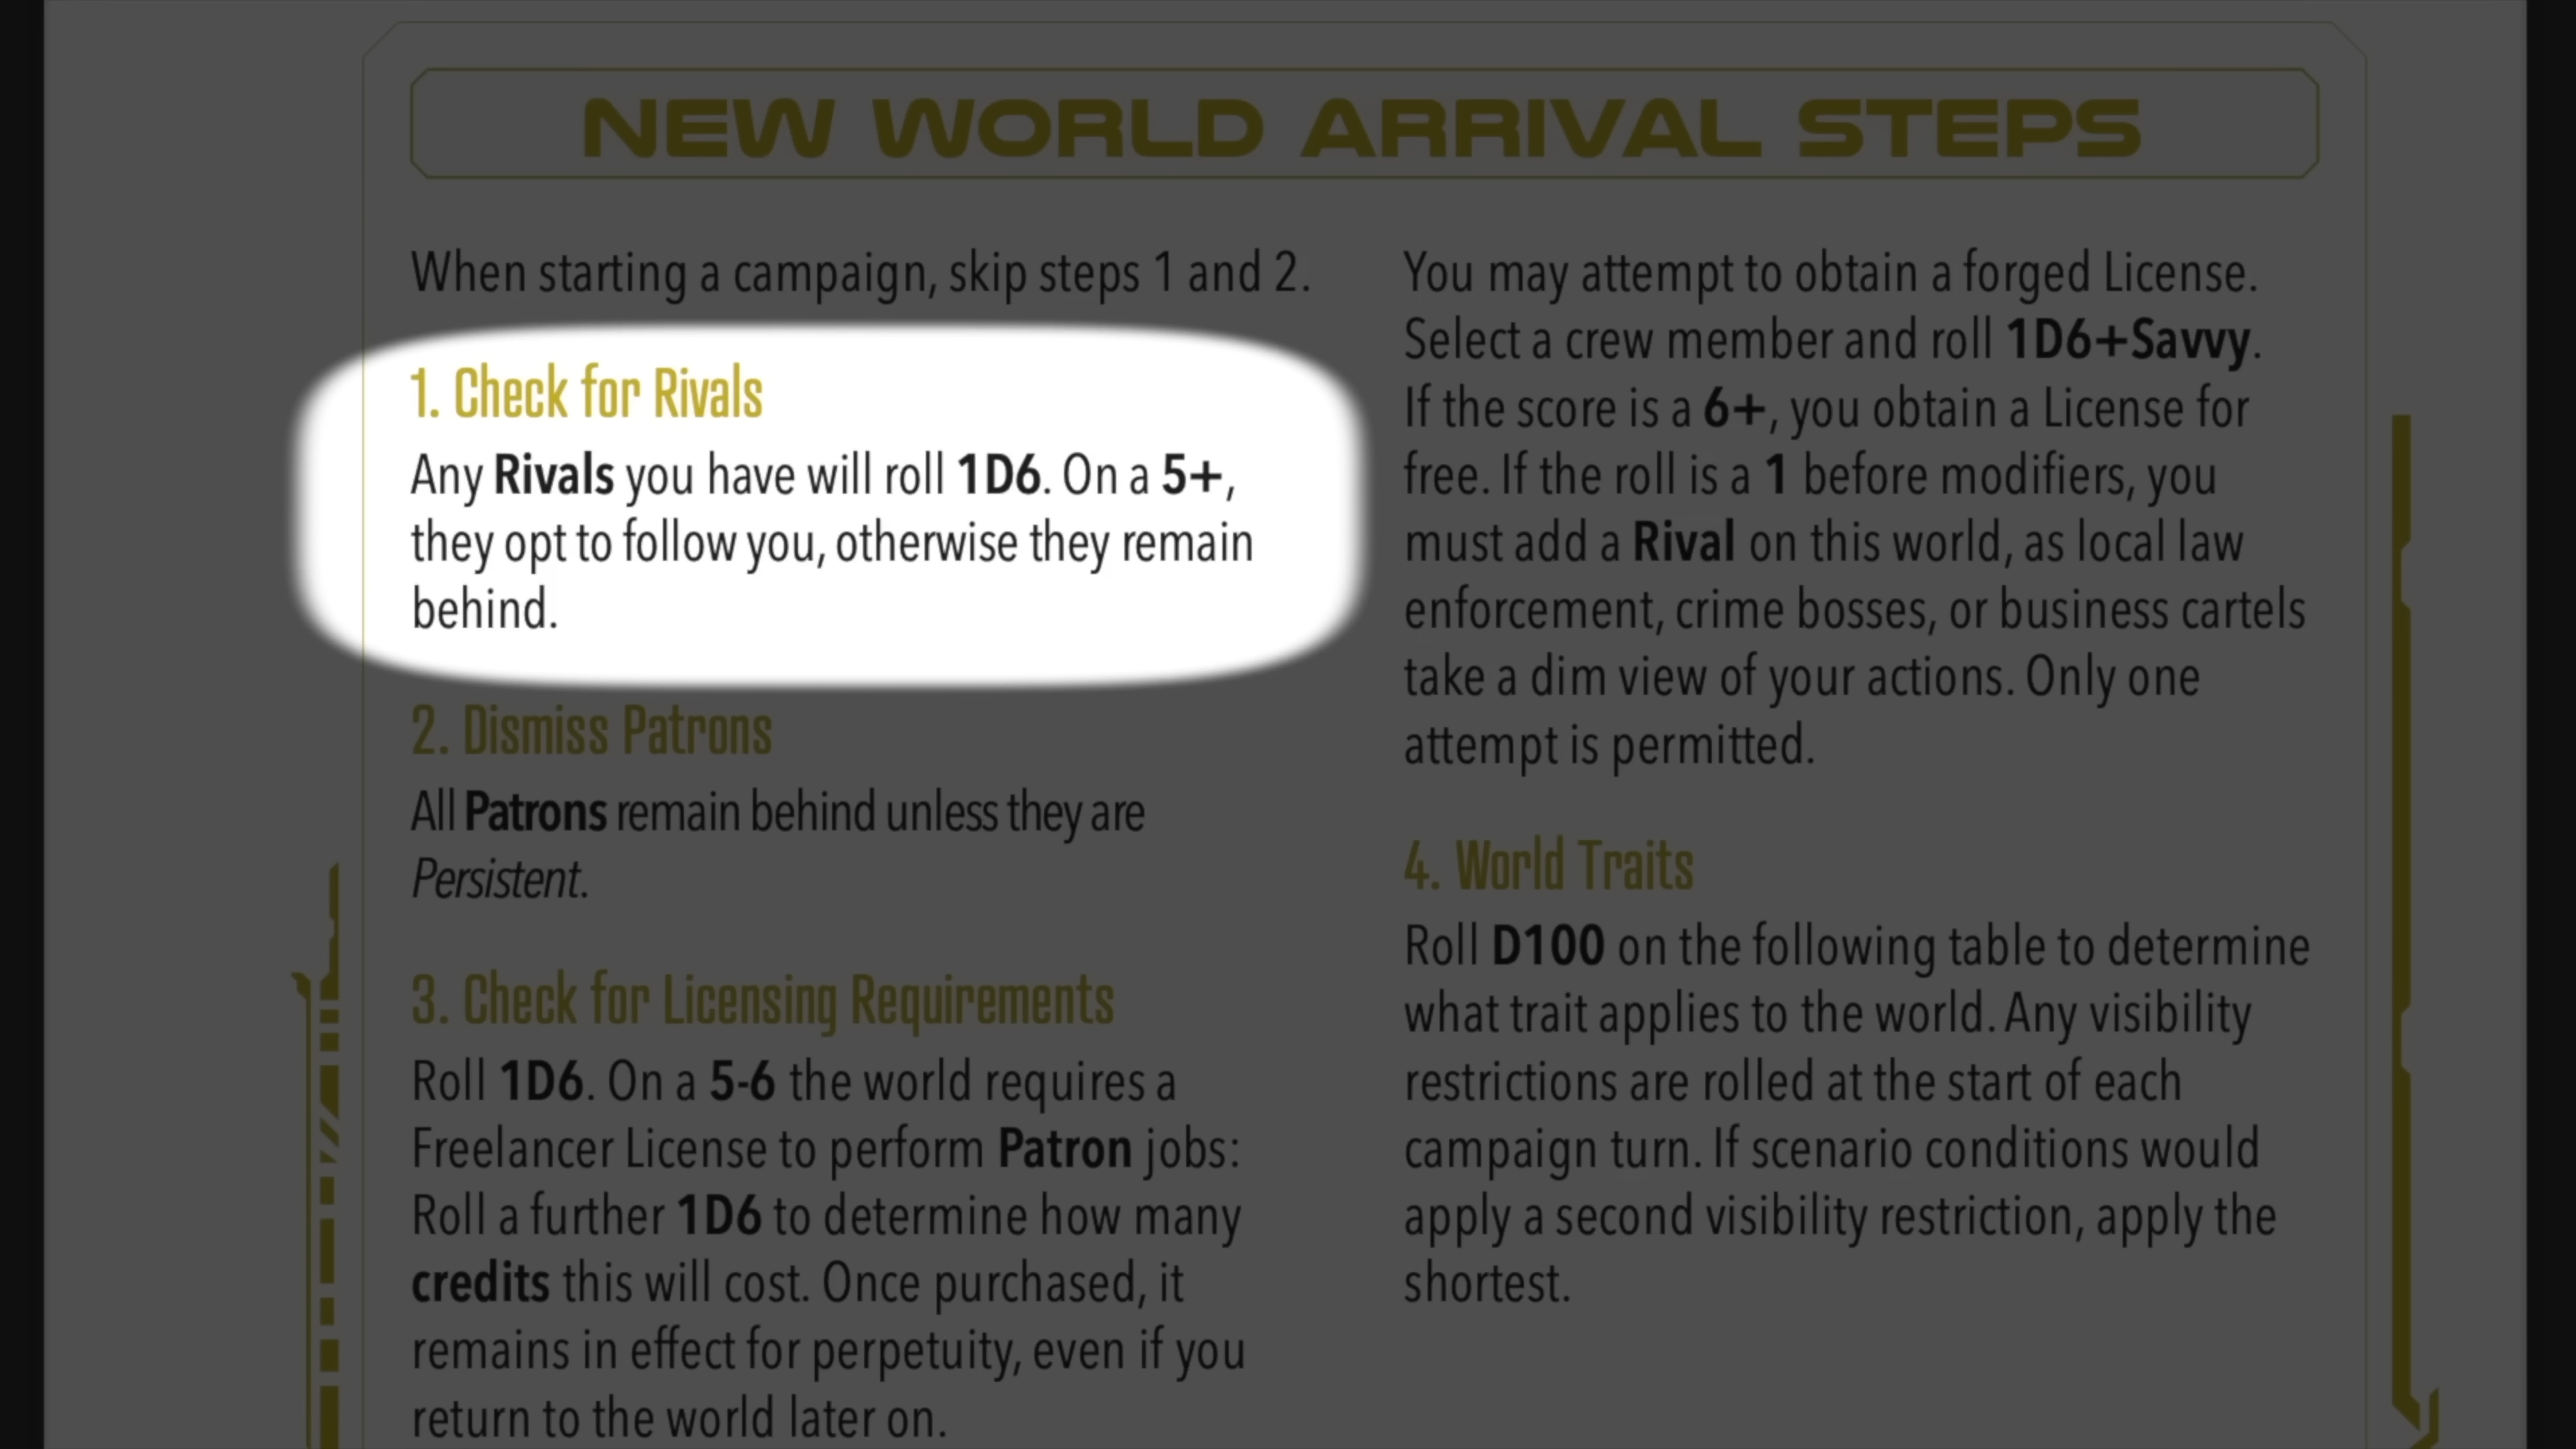 NEW WORLD ARRIVAL STEPS
When starting a campaign, skip steps 1 and 2.
1. Check for Rivals
Any Rivals you have will roll 1D6. On a 5+,
they opt to follow you, otherwise they remain
behind.
2. Dismiss Patrons
All Patrons remain behind unless they are
Persistent.
3. Check for Licensing Requirements
Roll 1D6. On a 5-6 the world requires a
Freelancer License to perform Patron jobs:
Roll a further 1D6 to determine how many
credits this will cost. Once purchased, it
remains in effect for perpetuity, even if you
return to the world later on.
You may attempt to obtain a forged License.
Select a crew member and roll 1D6+Savvy.
If the score is a 6+, you obtain a License for
free. If the roll is a 1 before modifiers, you
must add a Rival on this world, as local law
enforcement, crime bosses, or business cartels
take a dim view of your actions. Only one
attempt is permitted.
4. World Traits
Roll D100 on the following table to determine
what trait applies to the world. Any visibility
restrictions are rolled at the start of each
campaign turn. If scenario conditions would
apply a second visibility restriction, apply the
shortest.